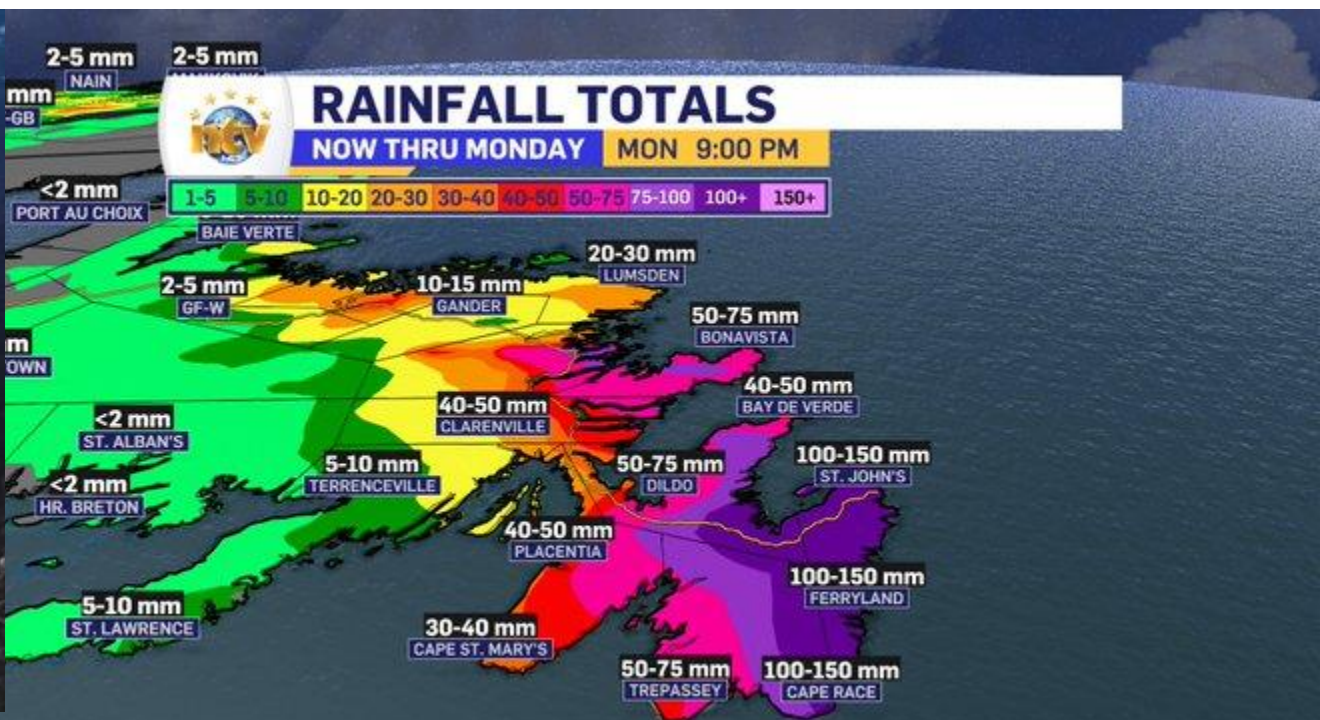 2-5 mm
NAIN
2-5 mm
mm
-GB
ntv
RAINFALL TOTALS
NOW THRU MONDAY
MON 9:00 PM
1-5 5-10 10-20 20-30 30-40 40-50 50-75 75-100 100+ 150+
<2 mm
PORT AU CHOIX
BAIE VERTE
20-30 mm
LUMSDEN
2-5 mm
GF-W
10-15 mm
GANDER
50-75 mm
BONAVISTA
m
OWN
40-50 mm
BAY DE VERDE
<2 mm
ST. ALBAN'S
40-50 mm
CLARENVILLE
5-10 mm
TERRENCEVILLE
50-75 mm
DILDO
100-150 mm
ST. JOHN'S
<2 mm
HR. BRETON
40-50 mm
PLACENTIA
100-150 mm
FERRYLAND
5-10 mm
ST. LAWRENCE
30-40 mm
CAPE ST. MARY'S
50-75 mm
TREPASSEY
100-150 mm
CAPE RACE